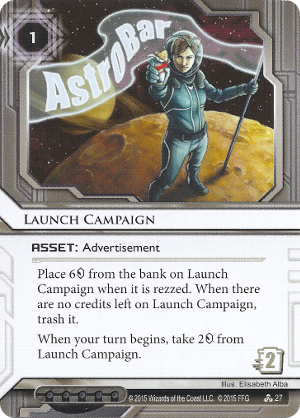 1
AstroBar
LAUNCH CAMPAIGN
ASSET: Advertisement
Place 6 from the bank on Launch
Campaign when it is rezzed. When there
are no credits left on Launch Campaign,
trash it.
When your turn begins, take 2 from
Launch Campaign.
2
Illus. Elisabeth Alba
© 2015 Wizards of the Coast LLC. © 2015 FFG 27